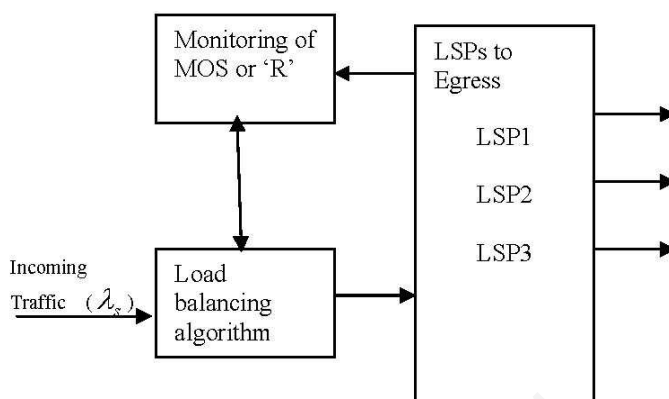 Monitoring of
MOS or ‘R’
LSPs to
Egress
LSP1
LSP2
LSP3
Incoming
Traffic (λs)
Load
balancing
algorithm